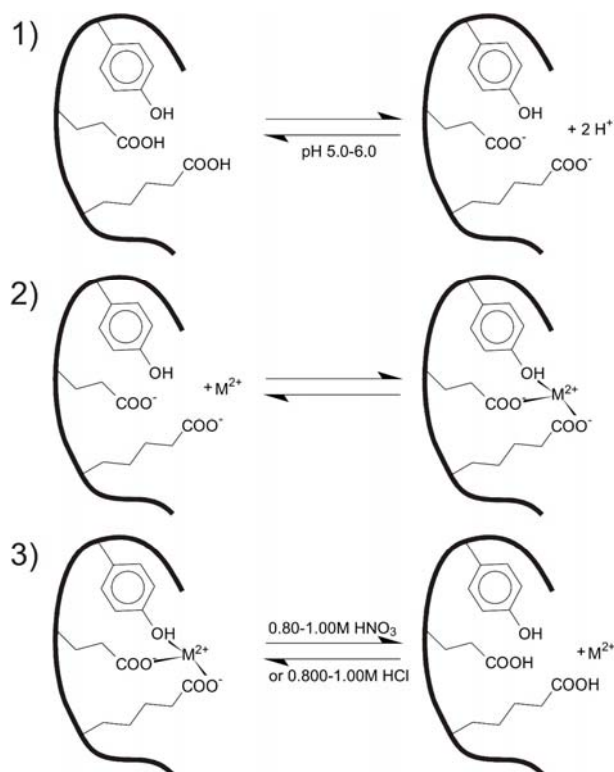 1)
OH
COOH
COOH
pH 5.0-6.0
OH
COO⁻
COO⁻
+ 2 H⁺
2)
OH
COO⁻
+ M²⁺
COO⁻
OH
M²⁺
COO⁻
COO⁻
3)
OH
M²⁺
COO
COO⁻
0.80-1.00M HNO₃
or 0.800-1.00M HCl
OH
COOH
+ M²⁺
COOH